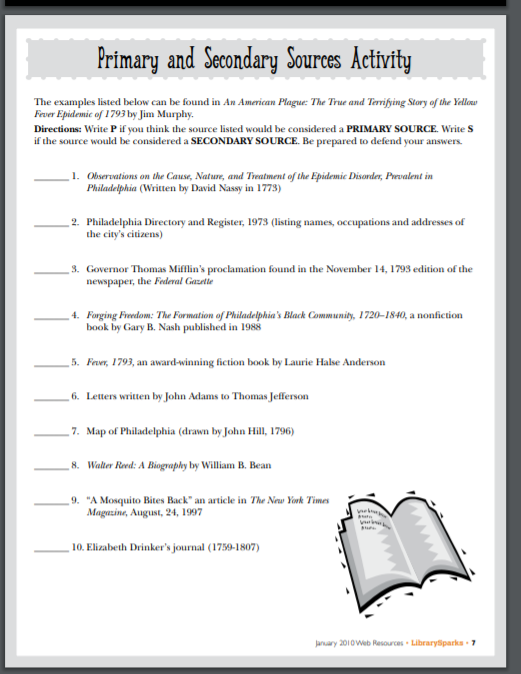 Primary and Secondary Sources Activity
The examples listed below can be found in An American Plague: The True and Terrifying Story of the Yellow
Fever Epidemic of 1793 by Jim Murphy.
Directions: Write P if you think the source listed would be considered a PRIMARY SOURCE. Write S
if the source would be considered a SECONDARY SOURCE. Be prepared to defend your answers.
______ 1. Observations on the Cause, Nature, and Treatment of the Epidemic Disorder, Prevalent in
Philadelphia (Written by David Nassy in 1773)
______ 2. Philadelphia Directory and Register, 1973 (listing names, occupations and addresses of
the city's citizens)
______ 3. Governor Thomas Mifflin's proclamation found in the November 14, 1793 edition of the
newspaper, the Federal Gazette
______ 4. Forging Freedom: The Formation of Philadelphia's Black Community, 1720–1840, a nonfiction
book by Gary B. Nash published in 1988
______ 5. Fever, 1793, an award-winning fiction book by Laurie Halse Anderson
______ 6. Letters written by John Adams to Thomas Jefferson
______ 7. Map of Philadelphia (drawn by John Hill, 1796)
______ 8. Walter Reed: A Biography by William B. Bean
______ 9. "A Mosquito Bites Back" an article in The New York Times
Magazine, August, 24, 1997
______ 10. Elizabeth Drinker's journal (1759-1807)
January 2010 Web Resources • LibrarySparks • 7